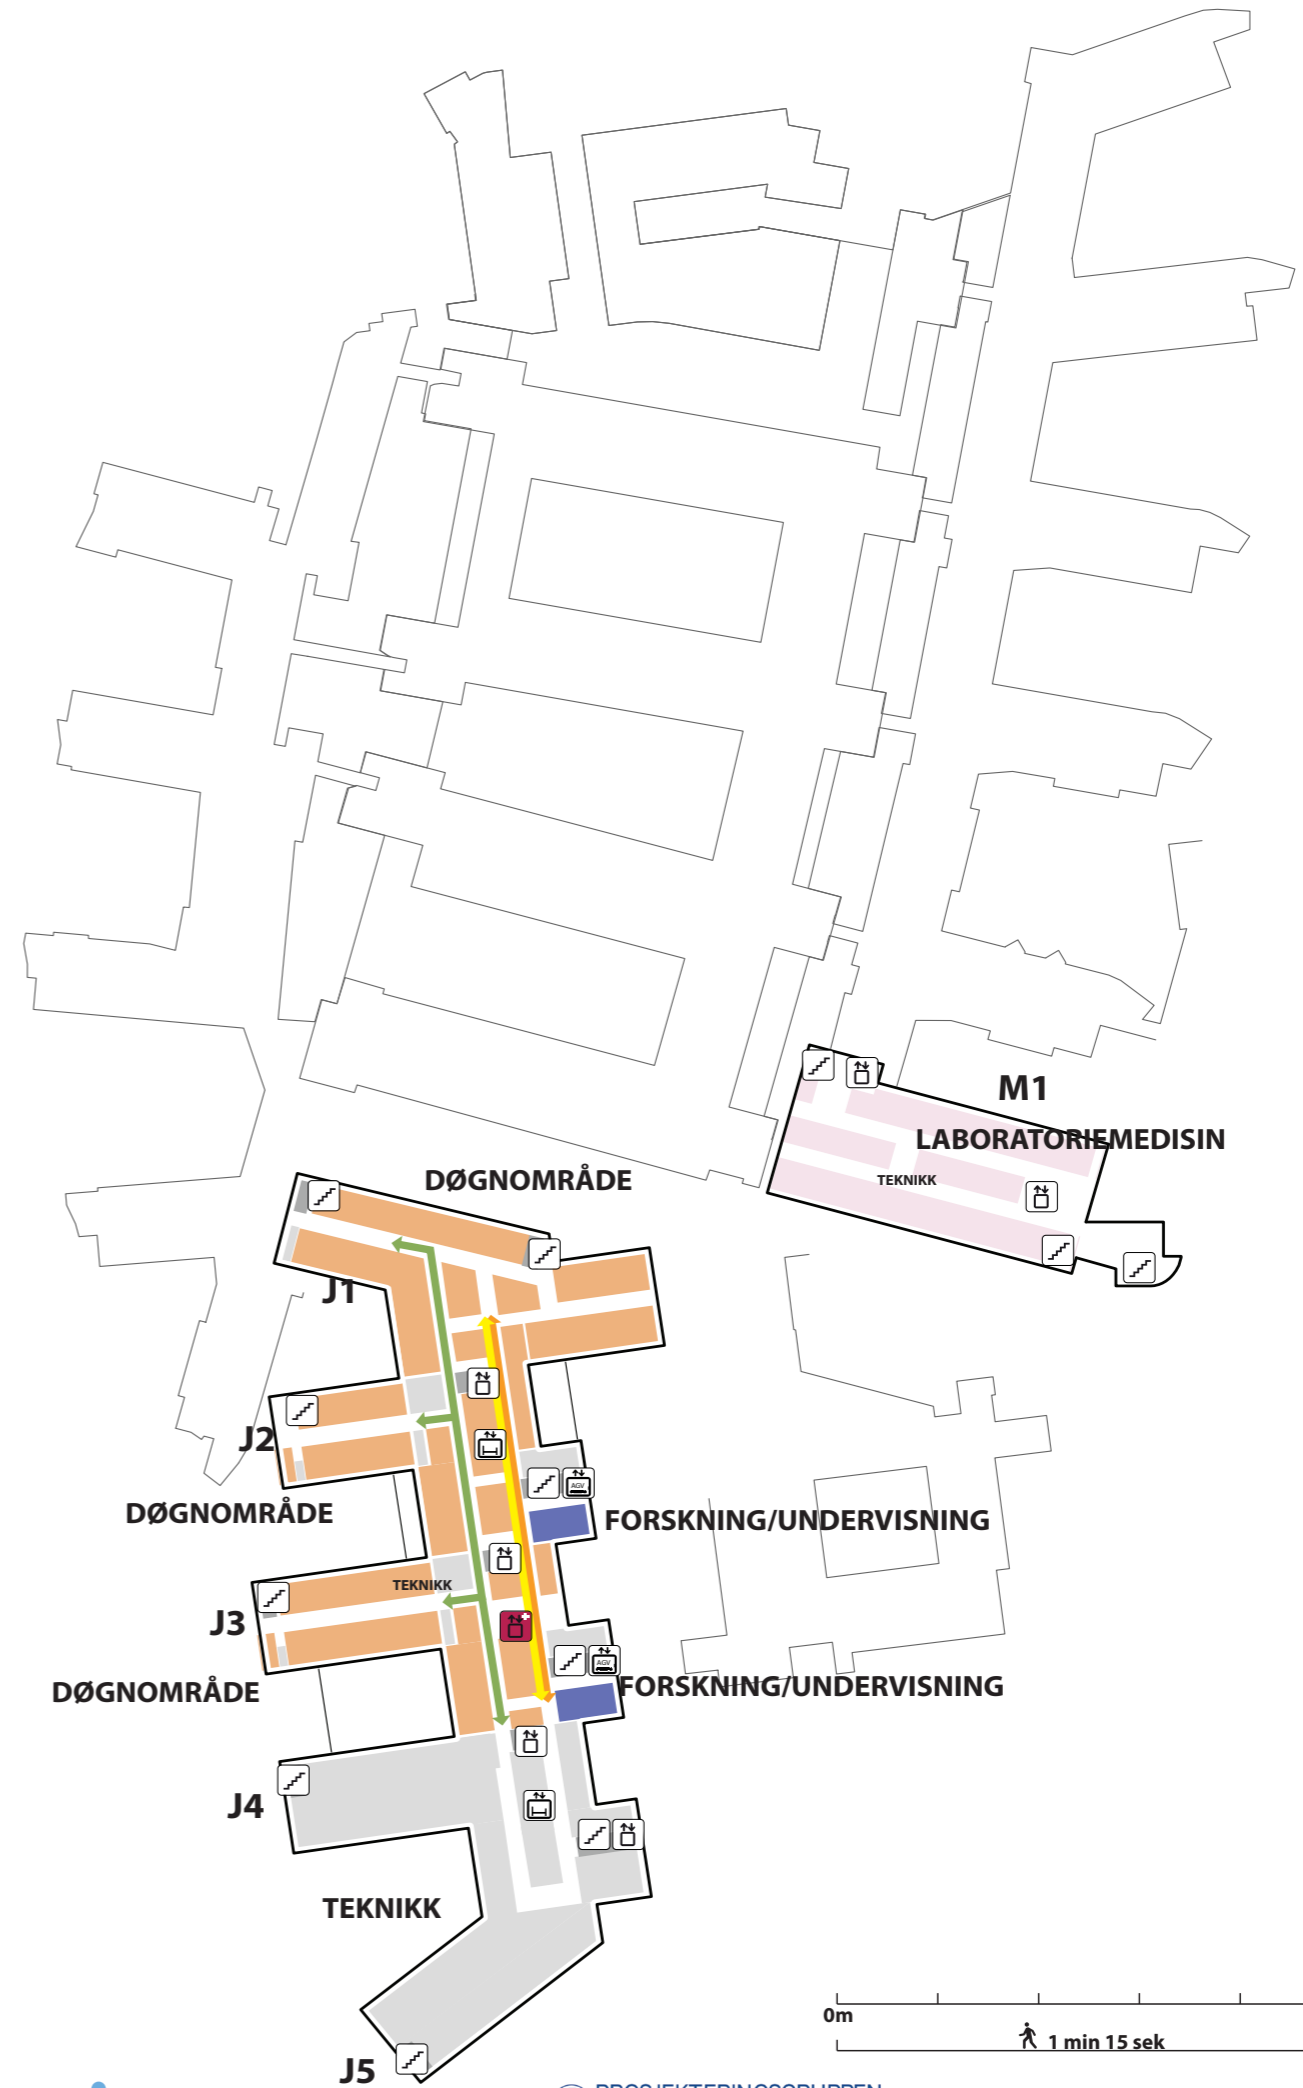 M1
LABORATORIEMEDISIN
TEKNIKK
DØGNOMRÅDE
J1
J2
AGV
DØGNOMRÅDE
FORSKNING/UNDERVISNING
TEKNIKK
J3
AGV
DØGNOMRÅDE
FORSKNING/UNDERVISNING
J4
TEKNIKK
0m
1 min 15 sek
J5
PROSJEKTERINGSGRUPPEN